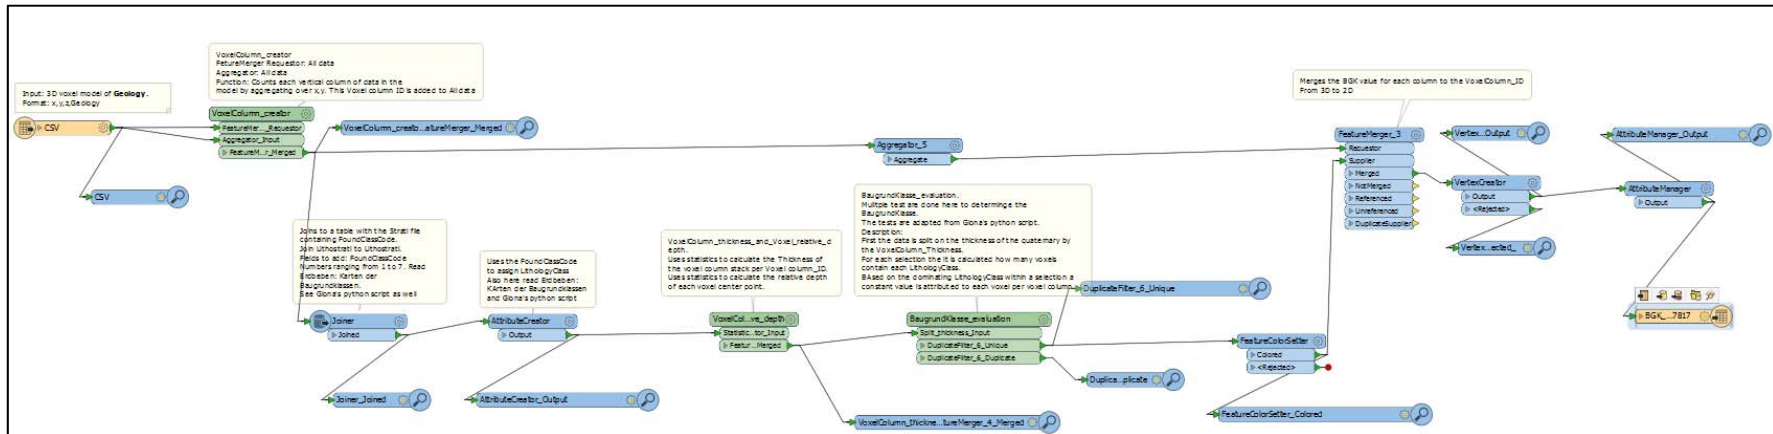 VoxelColumn_creator
FetureMerger Requestor: All data
Aggregator: All data
Function: Counts each vertical column of data in the
model by aggregating over x,y. This Voxel column ID is added to All data
Input: 3D voxel model of Geology.
Format: x,y,z,Geology
Merges the BGK value for each column to the VoxelColumn_ID
From 3D to 2D
CSV
VoxelColumn_creator
FeatureMer..._Requestor
Aggregator_Input
FeatureM...r_Merged
VoxelColumn_creato...atureMerger_Merged
CSV
Aggregator_5
Aggregate
FeatureMerger_3
Requestor
Supplier
Merged
NotMerged
Referenced
Unreferenced
DuplicateSupplier
Vertex...Output
VertexCreator
Output
<Rejected>
Vertex...ected_
AttributeManager_Output
AttributeManager
Output
BGK_...7817
Joins to a table with the Strati file
containing FoundClassCode.
Join Lithostrati to Lithostrati.
Fields to add: FoundClassCode
Numbers ranging from 1 to 7. Read
Erdbeben: Karten der
Baugrundklassen.
See Giona's python script as well
Joiner
Joined
Joiner_Joined
Uses the FoundClassCode
to assign LithologyClass
Also here read Erdbeben:
KArten der Baugrundklassen
and Giona's python script
AttributeCreator
Output
AttributeCreator_Output
VoxelColumn_thickness_and_Voxel_relative_d
epth.
Uses statistics to calculate the Thickness of
the voxel coumn stack per Voxel column_ID.
Uses statistics to calculate the relative depth
of each voxel center point.
VoxelCol...ve_depth
Statistic...tor_Input
Featur...Merged
VoxelColumn_thickne...tureMerger_4_Merged
BaugrundKlasse_evaluation.
Multiple test are done here to determinge the
BaugrundKlasse.
The tests are adapted from Giona's python script.
Description:
First the data is split on the thickness of the quaternary by
the VoxelColumn_Thickness.
For each selection the it is calculated how many voxels
contain each LithologyClass.
BAsed on the dominating LithologyClass within a selection a
constant value is attributed to each voxel per voxel column
BaugrundKlasse_evaluation
Split_thickness_Input
DuplicateFilter_6_Unique
DuplicateFilter_6_Duplicate
DuplicateFilter_6_Unique
Duplica...plicate
FeatureColorSetter
Colored
<Rejected>
FeatureColorSetter_Colored